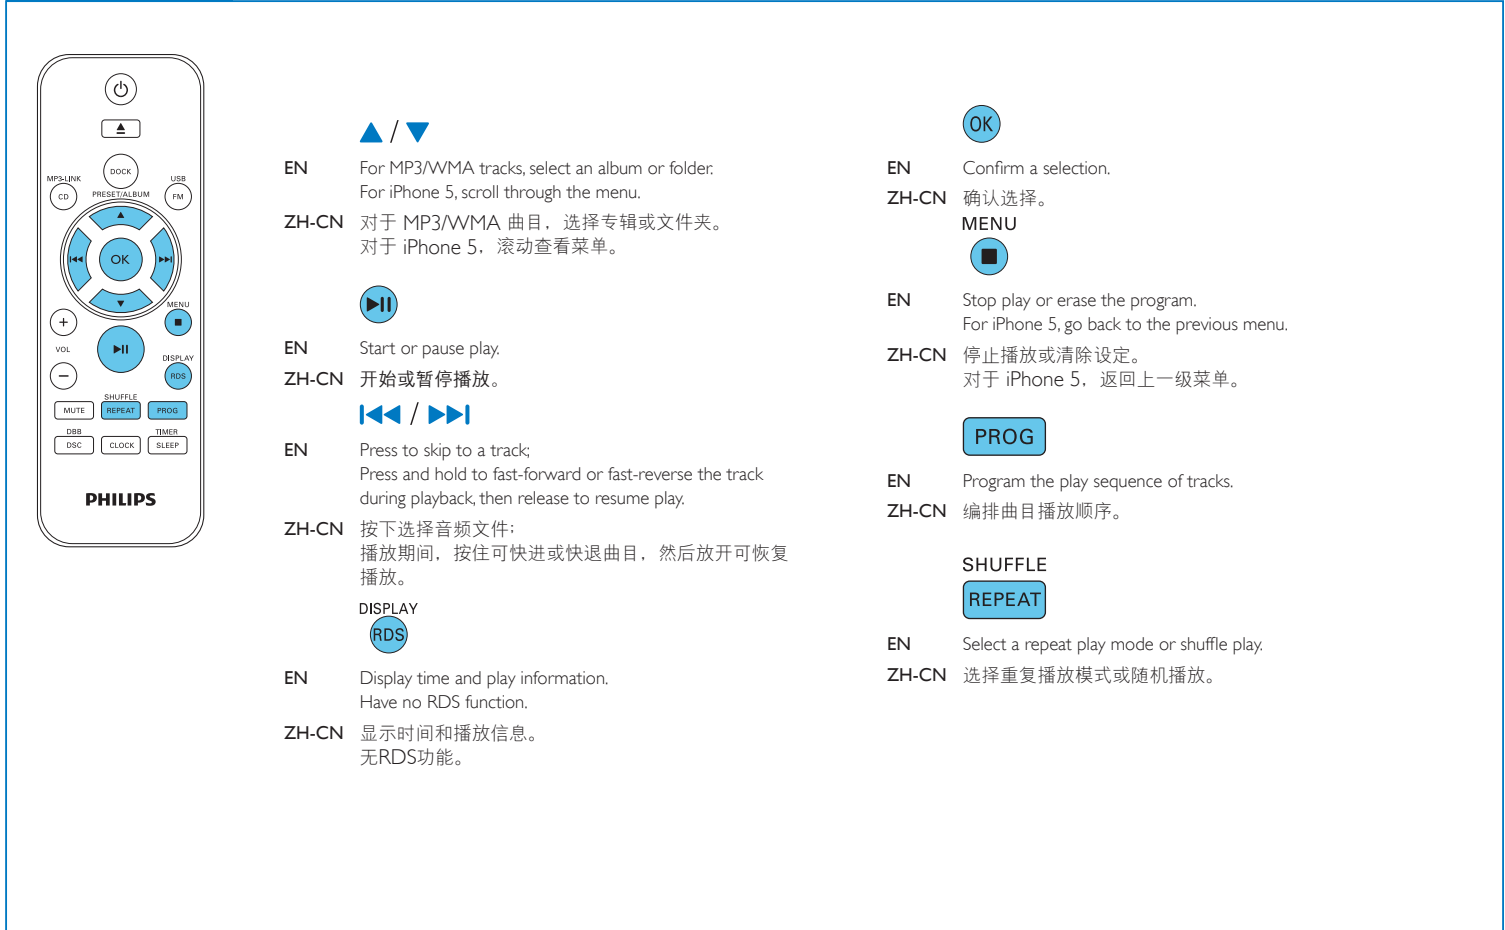 DOCK
MP3-LINK
USB
CD
PRESET/ALBUM
FM
OK
MENU
+
VOL
DISPLAY
−
RDS
SHUFFLE
MUTE
REPEAT
PROG
DBB
TIMER
DSC
CLOCK
SLEEP
PHILIPS
▲ / ▼
EN For MP3/WMA tracks, select an album or folder.
For iPhone 5, scroll through the menu.
ZH-CN 对于 MP3/WMA 曲目，选择专辑或文件夹。
对于 iPhone 5，滚动查看菜单。
EN Start or pause play.
ZH-CN 开始或暂停播放。
/
EN Press to skip to a track;
Press and hold to fast-forward or fast-reverse the track
during playback, then release to resume play.
ZH-CN 按下选择音频文件；
播放期间，按住可快进或快退曲目，然后放开可恢复
播放。
DISPLAY
RDS
EN Display time and play information.
Have no RDS function.
ZH-CN 显示时间和播放信息。
无RDS功能。
OK
EN Confirm a selection.
ZH-CN 确认选择。
MENU
EN Stop play or erase the program.
For iPhone 5, go back to the previous menu.
ZH-CN 停止播放或清除设定。
对于 iPhone 5，返回上一级菜单。
PROG
EN Program the play sequence of tracks.
ZH-CN 编排曲目播放顺序。
SHUFFLE
REPEAT
EN Select a repeat play mode or shuffle play.
ZH-CN 选择重复播放模式或随机播放。